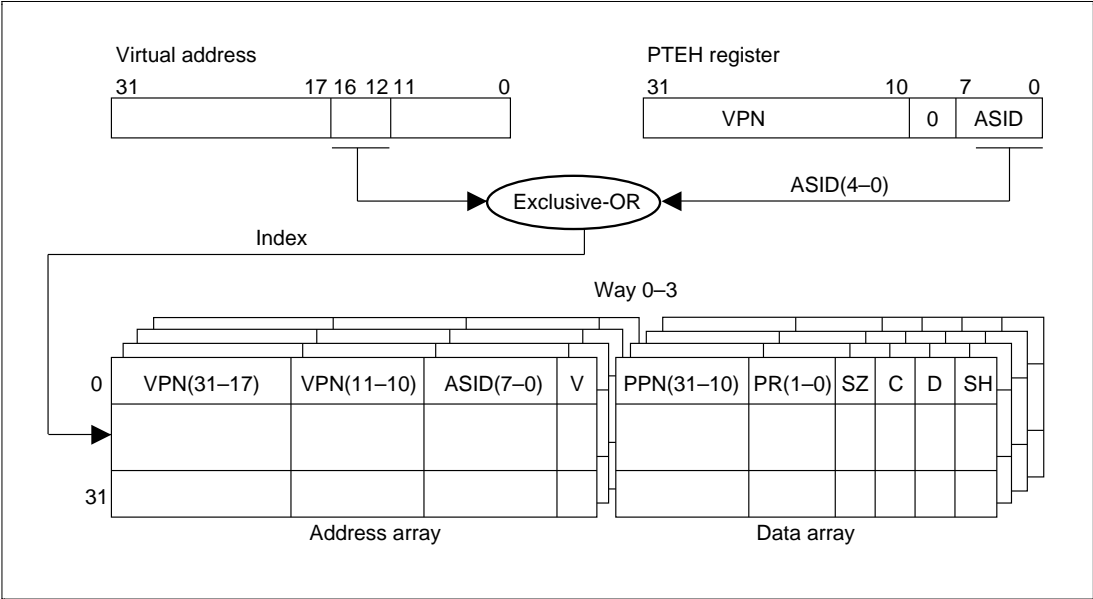 Virtual address
PTEH register
31 17 16 12 11 0
31 10 7 0
VPN 0 ASID
ASID(4–0)
Exclusive-OR
Index
Way 0–3
0 VPN(31–17) VPN(11–10) ASID(7–0) V PPN(31–10) PR(1–0) SZ C D SH
31
Address array
Data array